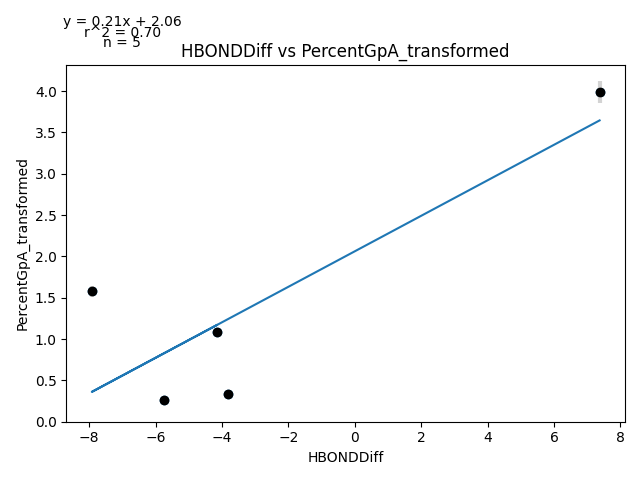 y = 0.21x + 2.06
r^2 = 0.70
n = 5
HBONDDiff vs PercentGpA_transformed
4.0
3.5
3.0
2.5
2.0
1.5
1.0
0.5
0.0
PercentGpA_transformed
−8 −6 −4 −2 0 2 4 6 8
HBONDDiff